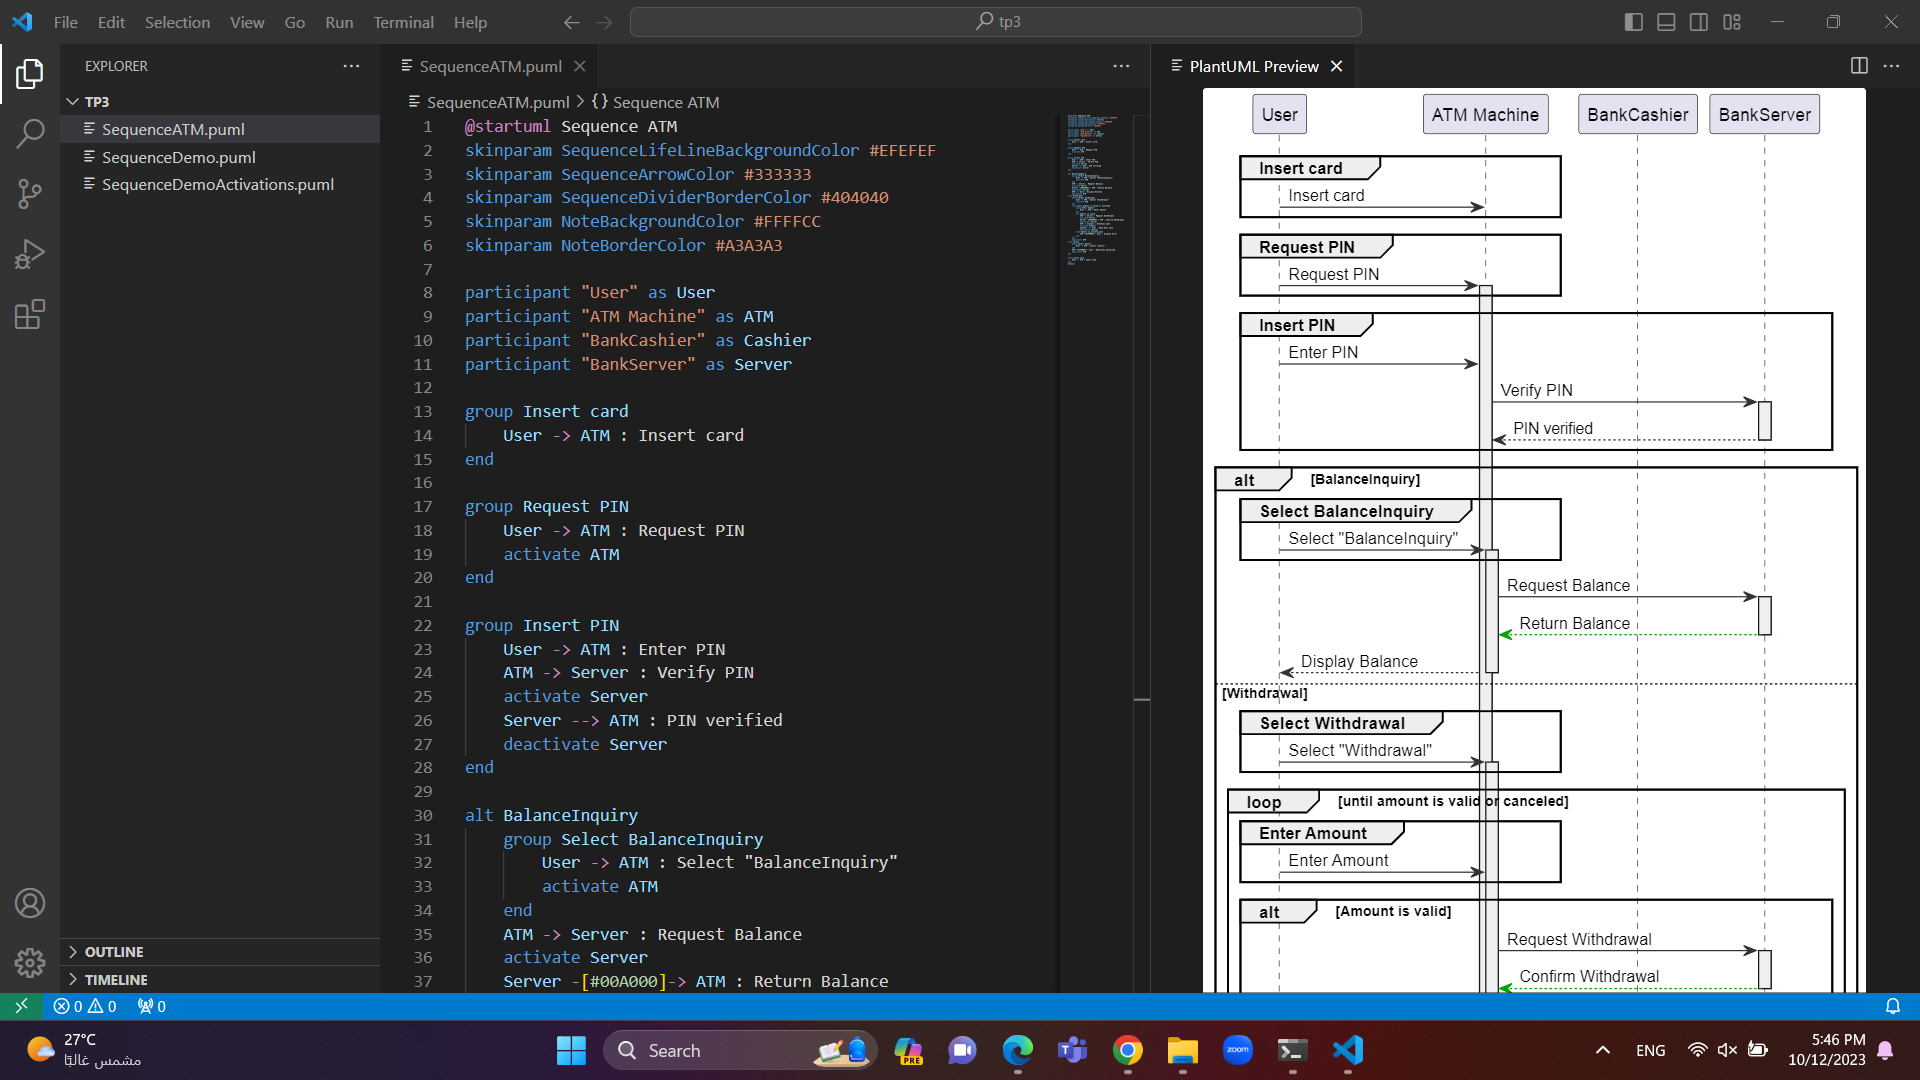 File Edit Selection View Go Run Terminal Help
tp3
EXPLORER
TP3
SequenceATM.puml
SequenceDemo.puml
SequenceDemoActivations.puml
OUTLINE
TIMELINE
SequenceATM.puml
SequenceATM.puml > {} Sequence ATM
1 @startuml Sequence ATM
2 skinparam SequenceLifeLineBackgroundColor #EFEFEF
3 skinparam SequenceArrowColor #333333
4 skinparam SequenceDividerBorderColor #404040
5 skinparam NoteBackgroundColor #FFFFCC
6 skinparam NoteBorderColor #A3A3A3
7
8 participant "User" as User
9 participant "ATM Machine" as ATM
10 participant "BankCashier" as Cashier
11 participant "BankServer" as Server
12
13 group Insert card
14 User -> ATM : Insert card
15 end
16
17 group Request PIN
18 User -> ATM : Request PIN
19 activate ATM
20 end
21
22 group Insert PIN
23 User -> ATM : Enter PIN
24 ATM -> Server : Verify PIN
25 activate Server
26 Server --> ATM : PIN verified
27 deactivate Server
28 end
29
30 alt BalanceInquiry
31 group Select BalanceInquiry
32 User -> ATM : Select "BalanceInquiry"
33 activate ATM
34 end
35 ATM -> Server : Request Balance
36 activate Server
37 Server -[#00A000]-> ATM : Return Balance
PlantUML Preview
User ATM Machine BankCashier BankServer
Insert card
Insert card
Request PIN
Request PIN
Insert PIN
Enter PIN
Verify PIN
PIN verified
alt [BalanceInquiry]
Select BalanceInquiry
Select "BalanceInquiry"
Request Balance
Return Balance
Display Balance
[Withdrawal]
Select Withdrawal
Select "Withdrawal"
loop [until amount is valid or canceled]
Enter Amount
Enter Amount
alt [Amount is valid]
Request Withdrawal
Confirm Withdrawal
0 0 0
27°C
مشمس غالبًا
Search
PRE
zoom
ENG
5:46 PM
10/12/2023